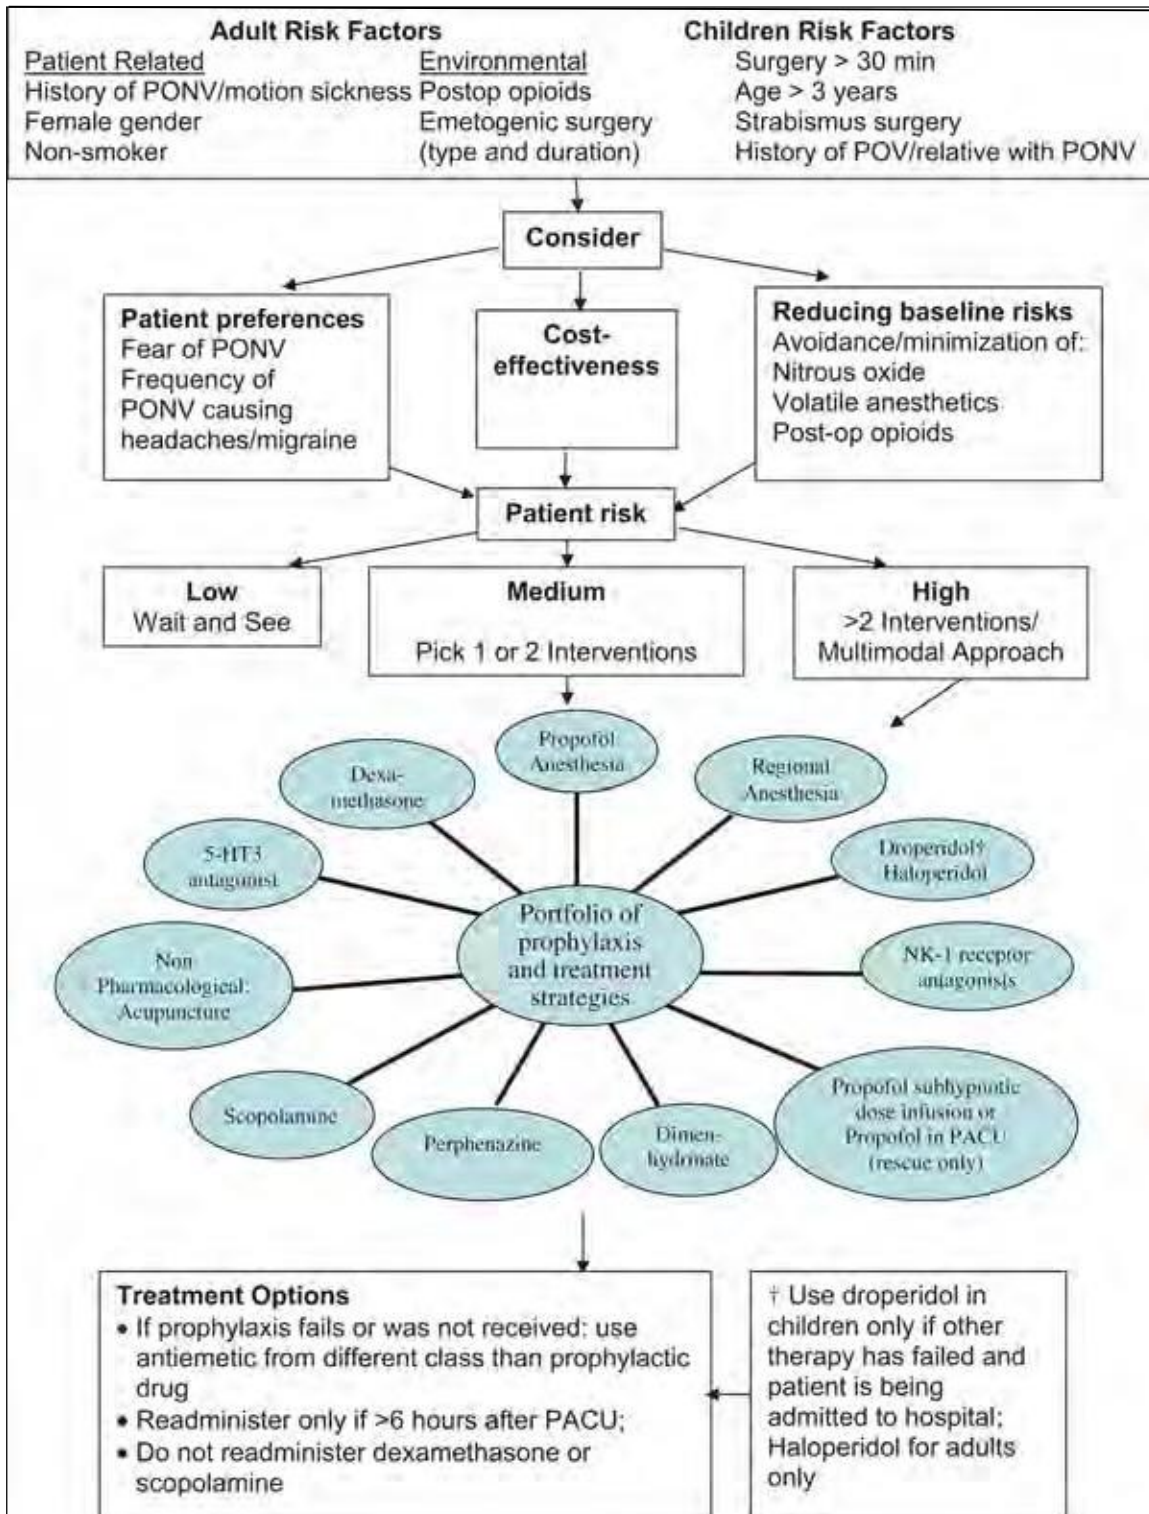 Adult Risk Factors
Patient Related
History of PONV/motion sickness
Female gender
Non-smoker
Environmental
Postop opioids
Emetogenic surgery
(type and duration)
Children Risk Factors
Surgery > 30 min
Age > 3 years
Strabismus surgery
History of POV/relative with PONV
Consider
Patient preferences
Fear of PONV
Frequency of
PONV causing
headaches/migraine
Cost-
effectiveness
Reducing baseline risks
Avoidance/minimization of:
Nitrous oxide
Volatile anesthetics
Post-op opioids
Patient risk
Low
Wait and See
Medium
Pick 1 or 2 Interventions
High
>2 Interventions/
Multimodal Approach
Propofol
Anesthesia
Dexa-
methasone
Regional
Anesthesia
5-HT3
antagonist
Droperidol†
Haloperidol
Portfolio of
prophylaxis
and treatment
strategies
Non
Pharmacological:
Acupuncture
NK-1 receptor
antagonists
Scopolamine
Perphenazine
Dimen-
hydrinate
Propofol subhypnotic
dose infusion or
Propofol in PACU
(rescue only)
Treatment Options
• If prophylaxis fails or was not received: use
antiemetic from different class than prophylactic
drug
• Readminister only if >6 hours after PACU;
• Do not readminister dexamethasone or
scopolamine
† Use droperidol in
children only if other
therapy has failed and
patient is being
admitted to hospital;
Haloperidol for adults
only